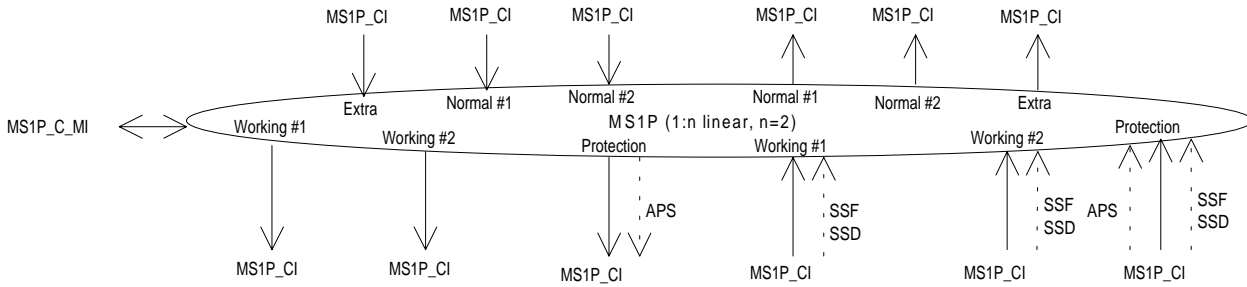 MS1P_CI MS1P_CI MS1P_CI MS1P_CI MS1P_CI MS1P_CI
Extra Normal #1 Normal #2 Normal #1 Normal #2 Extra
MS1P_C_MI
MS1P (1:n linear, n=2)
Working #1 Working #2 Protection Working #1 Working #2 Protection
APS SSF SSF APS SSF
SSD SSD SSD
MS1P_CI MS1P_CI MS1P_CI MS1P_CI MS1P_CI MS1P_CI